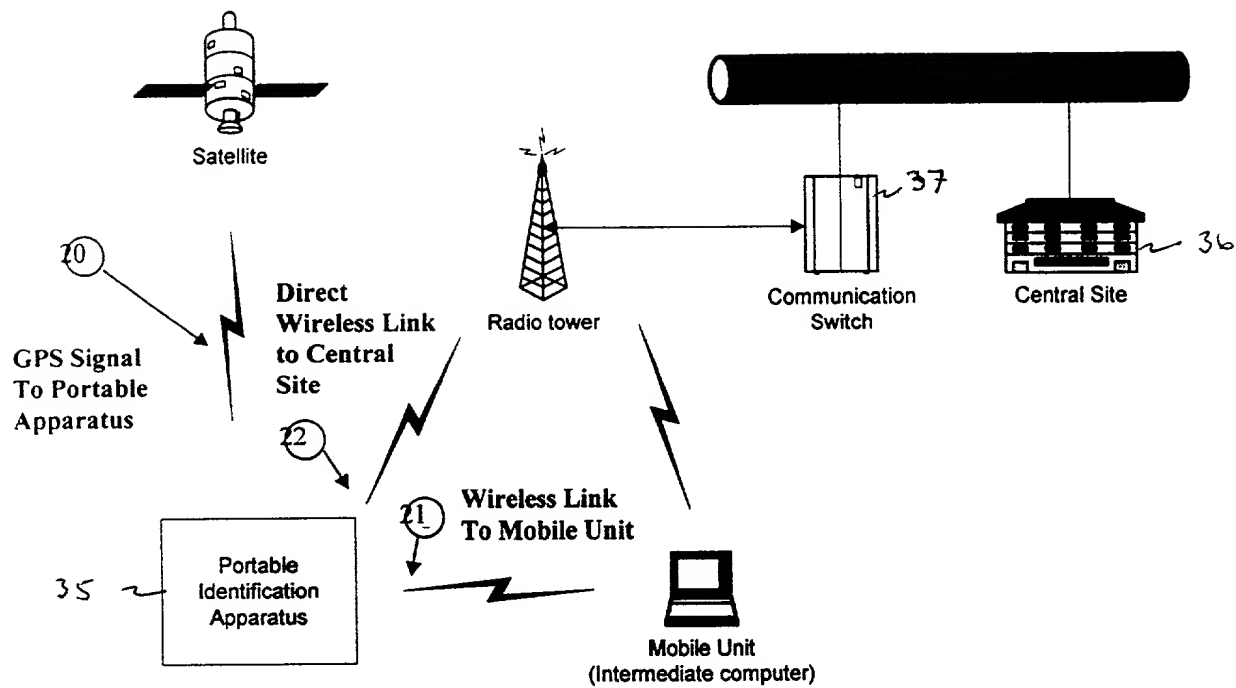 Satellite
37
36
Communication
Switch
Central Site
Radio tower
20
GPS Signal
To Portable
Apparatus
Direct
Wireless Link
to Central
Site
22
21
Wireless Link
To Mobile Unit
35
Portable
Identification
Apparatus
Mobile Unit
(Intermediate computer)